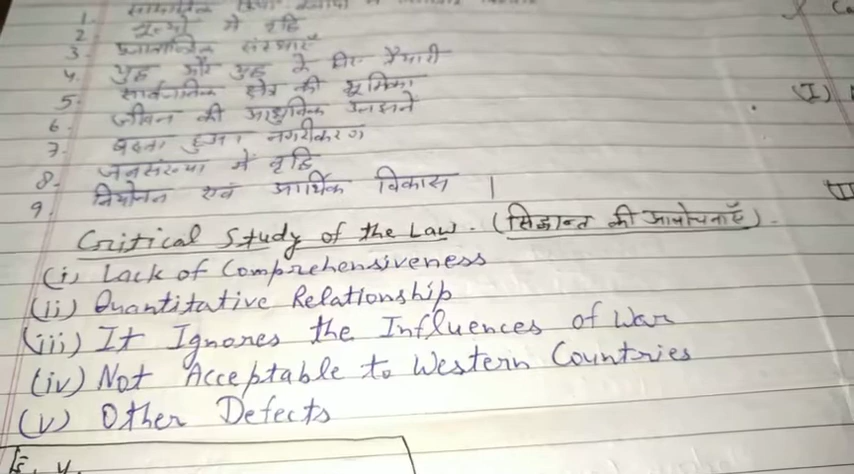 1.
2. मूल्यों में वृद्धि
3. प्रजातान्त्रिक संस्थाएँ
4. युद्ध और युद्ध के लिए तैयारी
5. सार्वजनिक क्षेत्र की भूमिका
6. जीवन की आधुनिक उलझनें
7. बढ़ता हुआ नगरीकरण
8. जनसंख्या में वृद्धि
9. नियोजन एवं आर्थिक विकास |
Critical Study of the Law. (सिद्धान्त की आलोचनाएँ).
(i) Lack of Comprehensiveness
(ii) Quantitative Relationship
(iii) It Ignores the Influences of War
(iv) Not Acceptable to Western Countries
(v) Other Defects
(I)